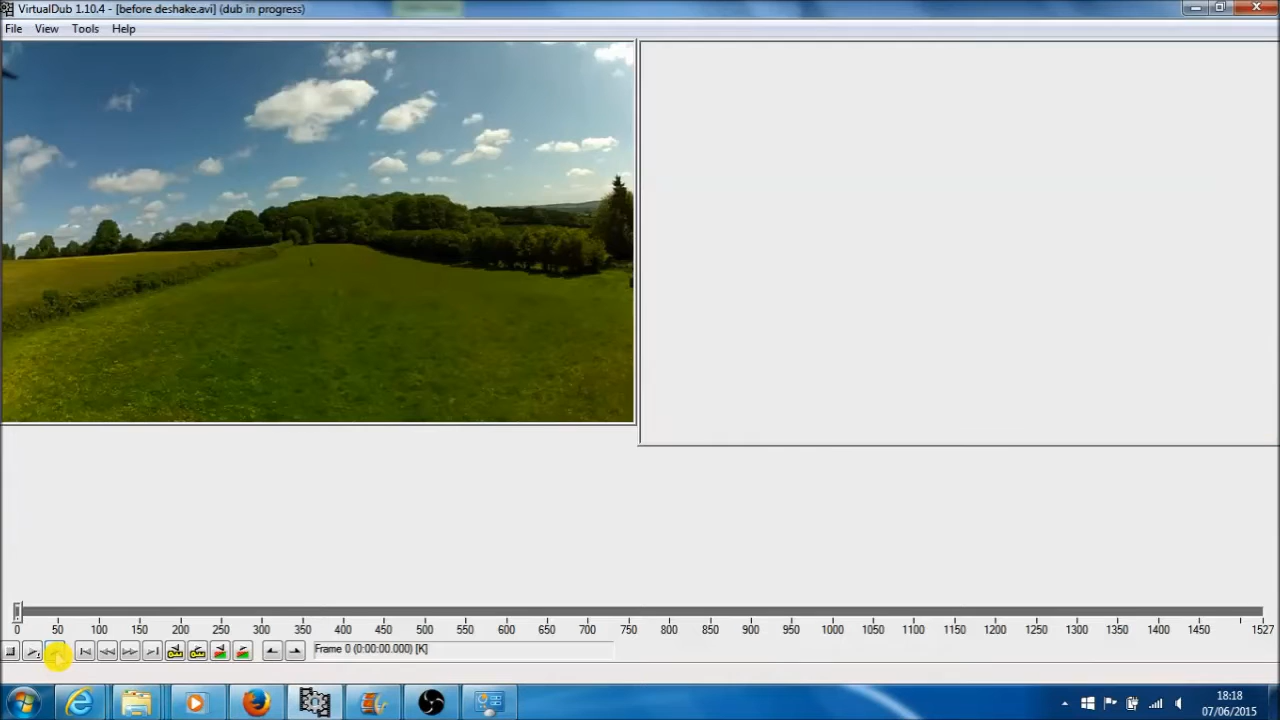 VirtualDub 1.10.4 - [before deshake.avi] (dub in progress)
File View Tools Help
0 50 100 150 200 250 300 350 400 450 500 550 600 650 700 750 800 850 900 950 1000 1050 1100 1150 1200 1250 1300 1350 1400 1450 1527
Frame 0 (0:00:00.000) [K]
18:18
07/06/2015